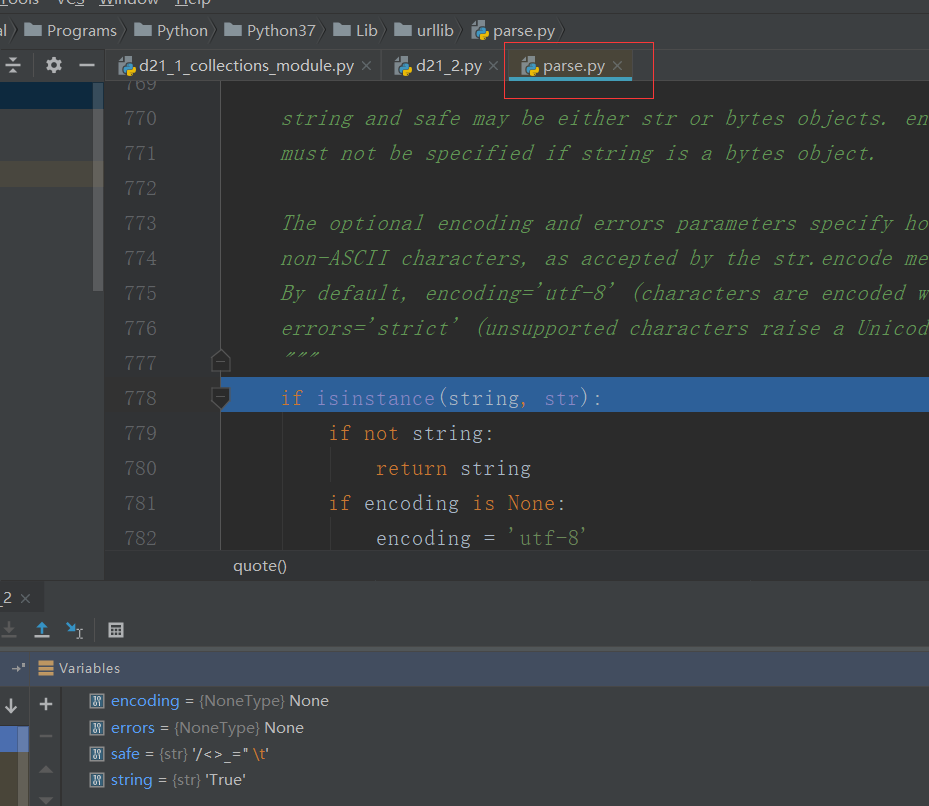 Tools VCS Window Help
Programs Python Python37 Lib urllib parse.py
d21_1_collections_module.py d21_2.py parse.py
769
770 string and safe may be either str or bytes objects. en
771 must not be specified if string is a bytes object.
772
773 The optional encoding and errors parameters specify ho
774 non-ASCII characters, as accepted by the str.encode me
775 By default, encoding='utf-8' (characters are encoded w
776 errors='strict' (unsupported characters raise a Unicod
777 """
778 if isinstance(string, str):
779 if not string:
780 return string
781 if encoding is None:
782 encoding = 'utf-8'
quote()
_2
Variables
encoding = {NoneType} None
errors = {NoneType} None
safe = {str} '/<>_=" \t'
string = {str} 'True'